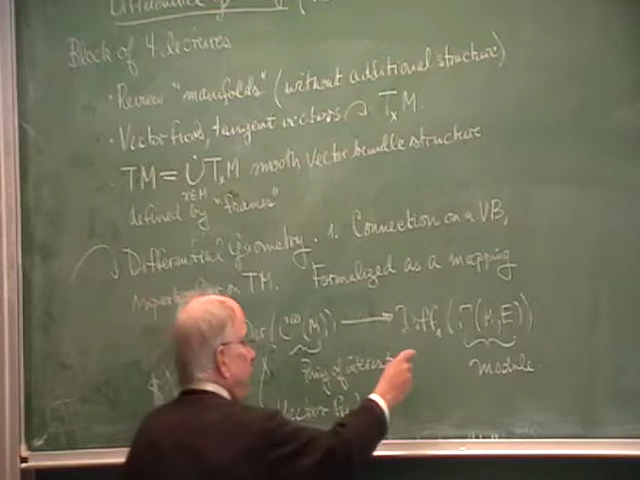 Block of 4 lectures
· Review "manifolds" (without additional structure)
· Vector fields, tangent vectors TₓM.
· TM = ∪̇ TₓM smooth vector bundle structure
x∈M
defined by "frames"
Differential Geometry. 1. Connection on a VB,
on TM. Formalized as a mapping
(C^∞(M)) ⟶ Diff₁(Γ(M,E))
Ring of interest
module.
Vector